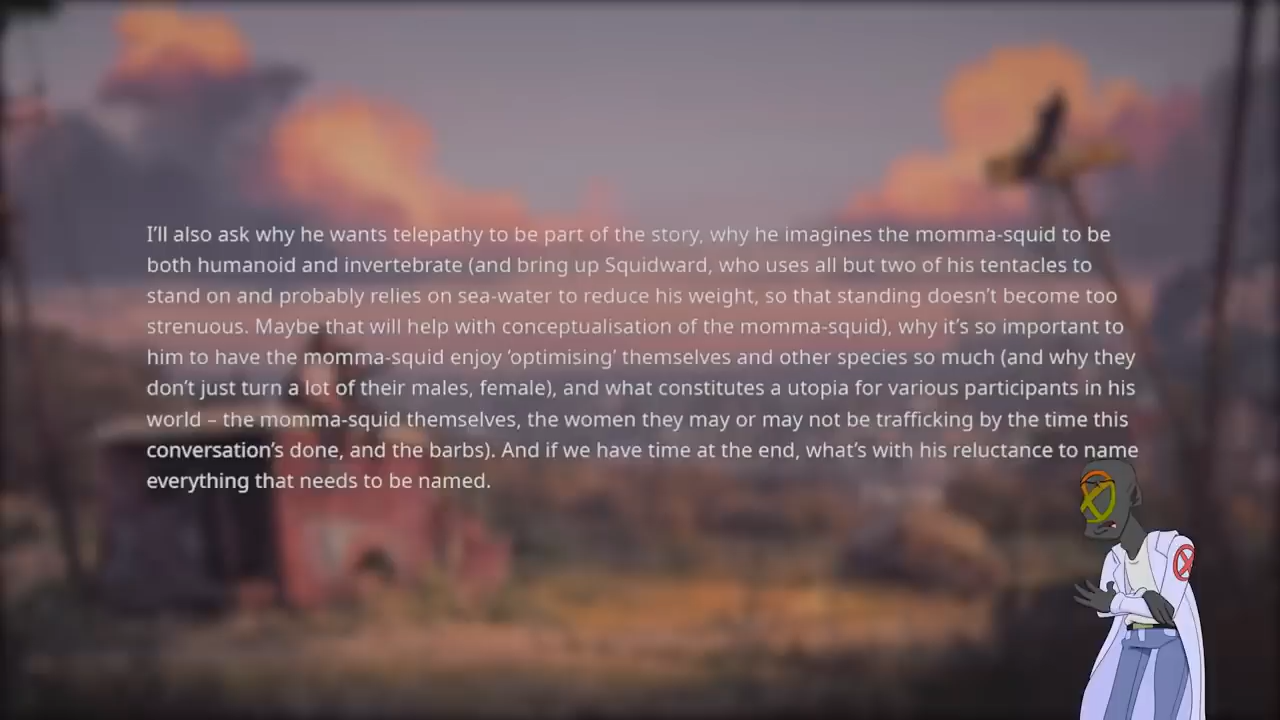 I’ll also ask why he wants telepathy to be part of the story, why he imagines the momma-squid to be
both humanoid and invertebrate (and bring up Squidward, who uses all but two of his tentacles to
stand on and probably relies on sea-water to reduce his weight, so that standing doesn’t become too
strenuous. Maybe that will help with conceptualisation of the momma-squid), why it’s so important to
him to have the momma-squid enjoy ‘optimising’ themselves and other species so much (and why they
don’t just turn a lot of their males, female), and what constitutes a utopia for various participants in his
world – the momma-squid themselves, the women they may or may not be trafficking by the time this
conversation’s done, and the barbs). And if we have time at the end, what’s with his reluctance to name
everything that needs to be named.